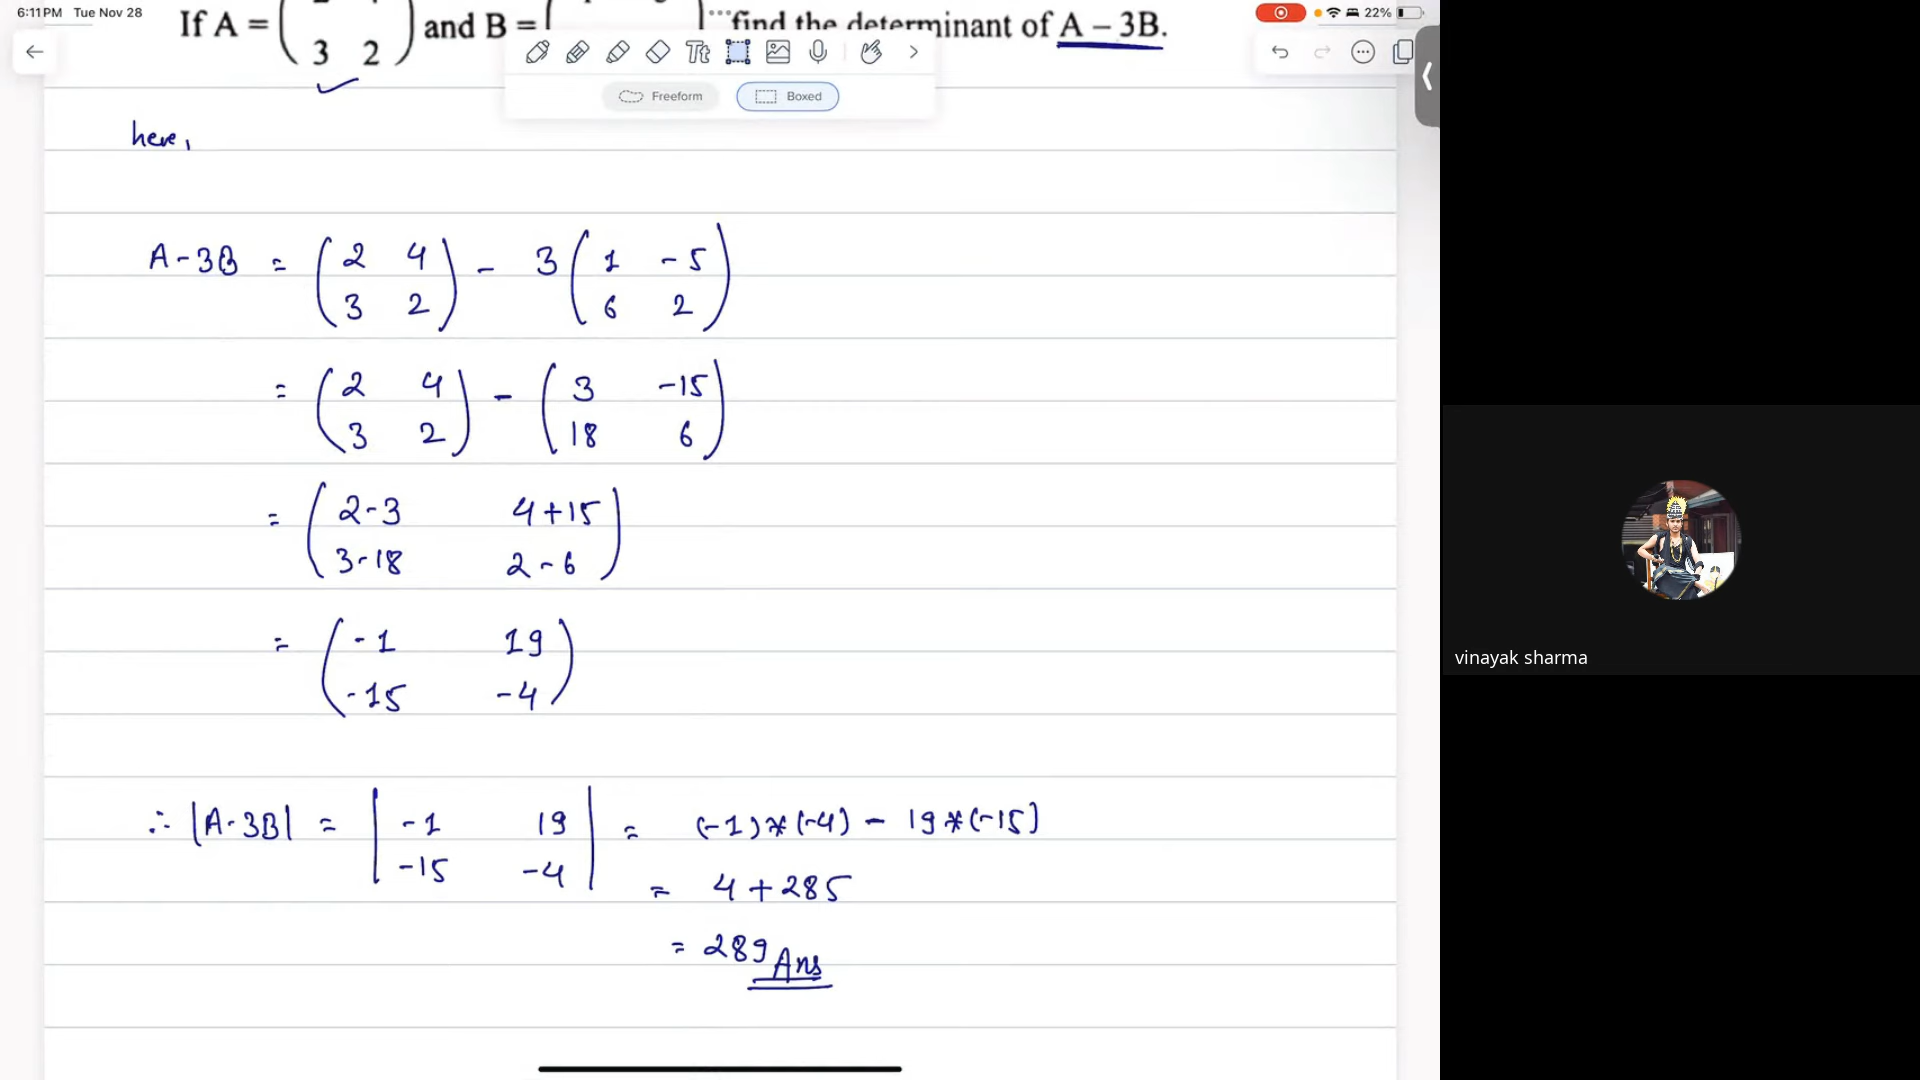 6:11PM Tue Nov 28
22%
If A = ( 3 2 ) and B = ( ) find the determinant of A – 3B.
Tt
Freeform Boxed
here,
A-3B = ( 2 4 ) - 3 ( 1 -5 )
( 3 2 ) ( 6 2 )
= ( 2 4 ) - ( 3 -15 )
( 3 2 ) ( 18 6 )
= ( 2-3 4+15 )
( 3-18 2-6 )
= ( -1 19 )
( -15 -4 )
∴ |A-3B| = | -1 19 | = (-1)*(-4) - 19*(-15)
| -15 -4 |
= 4+285
= 289 Ans
vinayak sharma